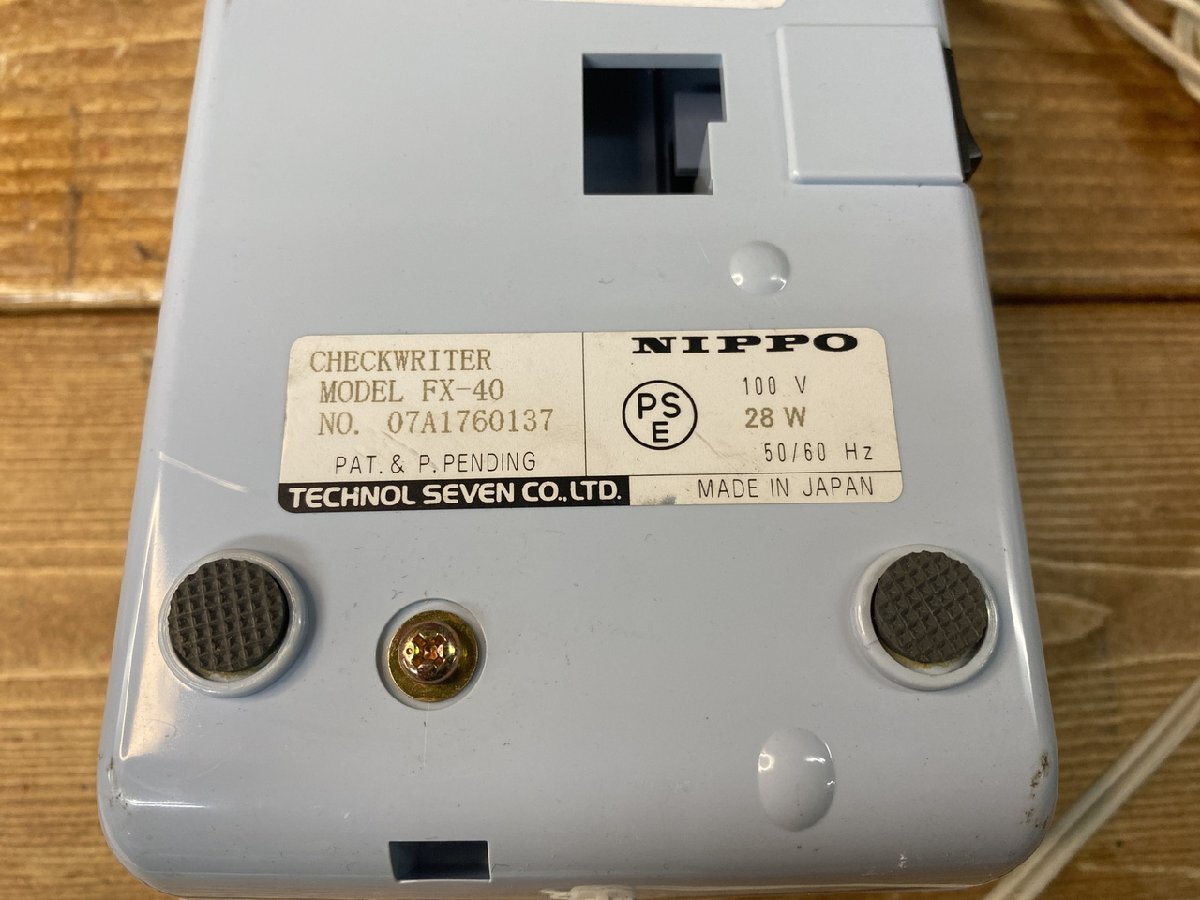 CHECKWRITER
MODEL FX-40
NO. 07A1760137
PAT. & P. PENDING
TECHNOL SEVEN CO., LTD.
NIPPO
PS
E
100 V
28 W
50/60 Hz
MADE IN JAPAN